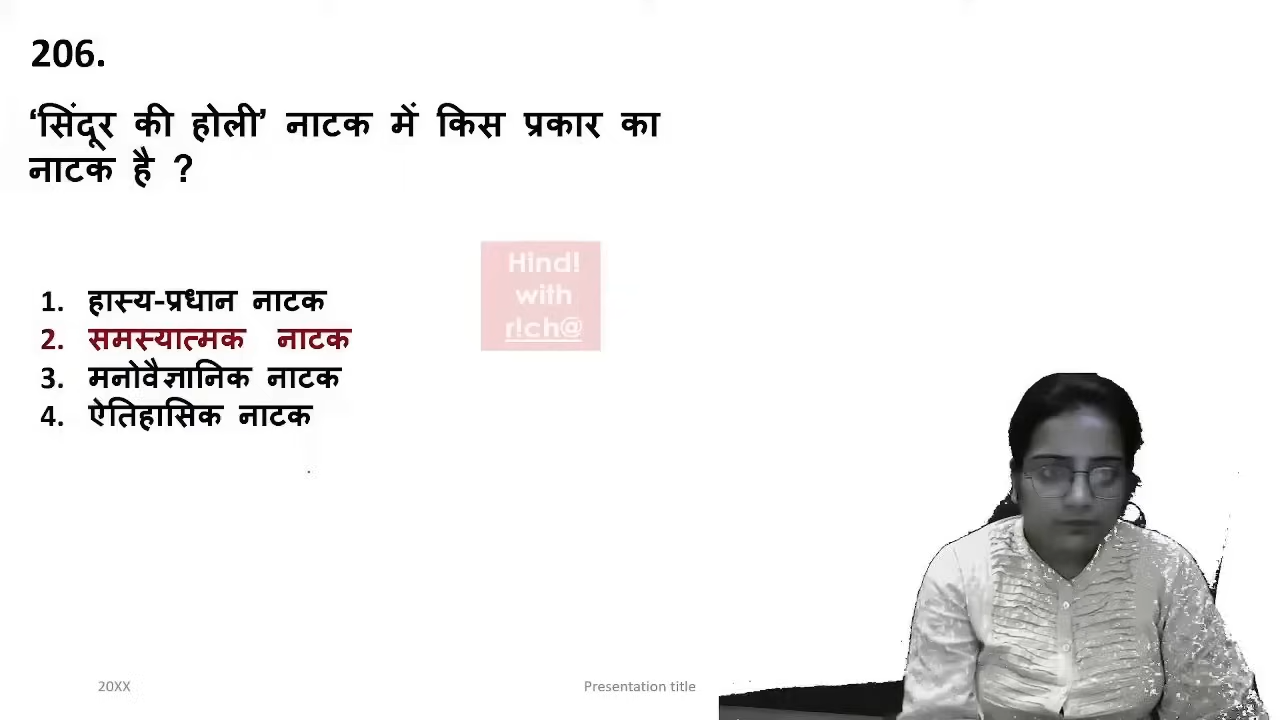 206.
‘सिंदूर की होली’ नाटक में किस प्रकार का
नाटक है ?
Hind!
with
r!ch@
1. हास्य-प्रधान नाटक
2. समस्यात्मक नाटक
3. मनोवैज्ञानिक नाटक
4. ऐतिहासिक नाटक
20XX
Presentation title